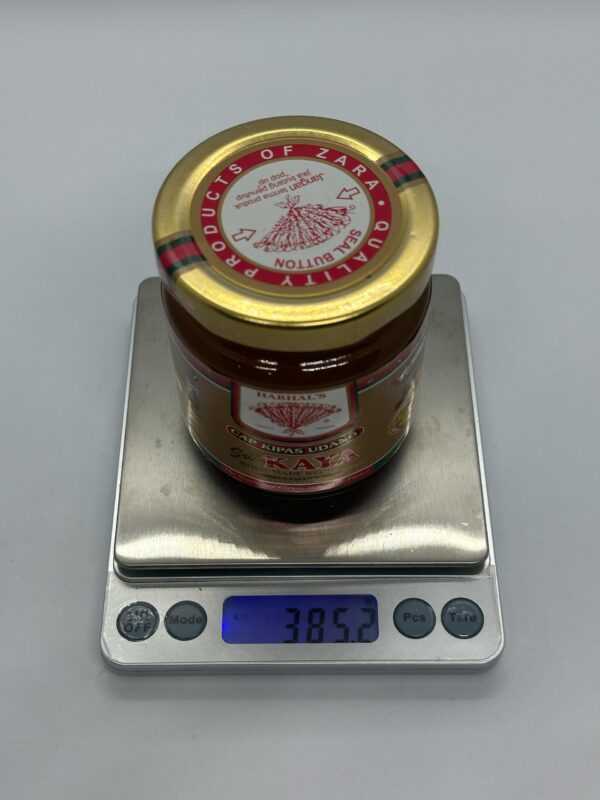 QUALITY PRODUCTS OF ZARA •
Jangan terima produk
jika butang penutup
"pop up"
SEAL BUTTON
HABHAL'S
CAP KIPAS UDANG
Sri
KAYA
385.2
ON
OFF
Mode
Pcs
Tare